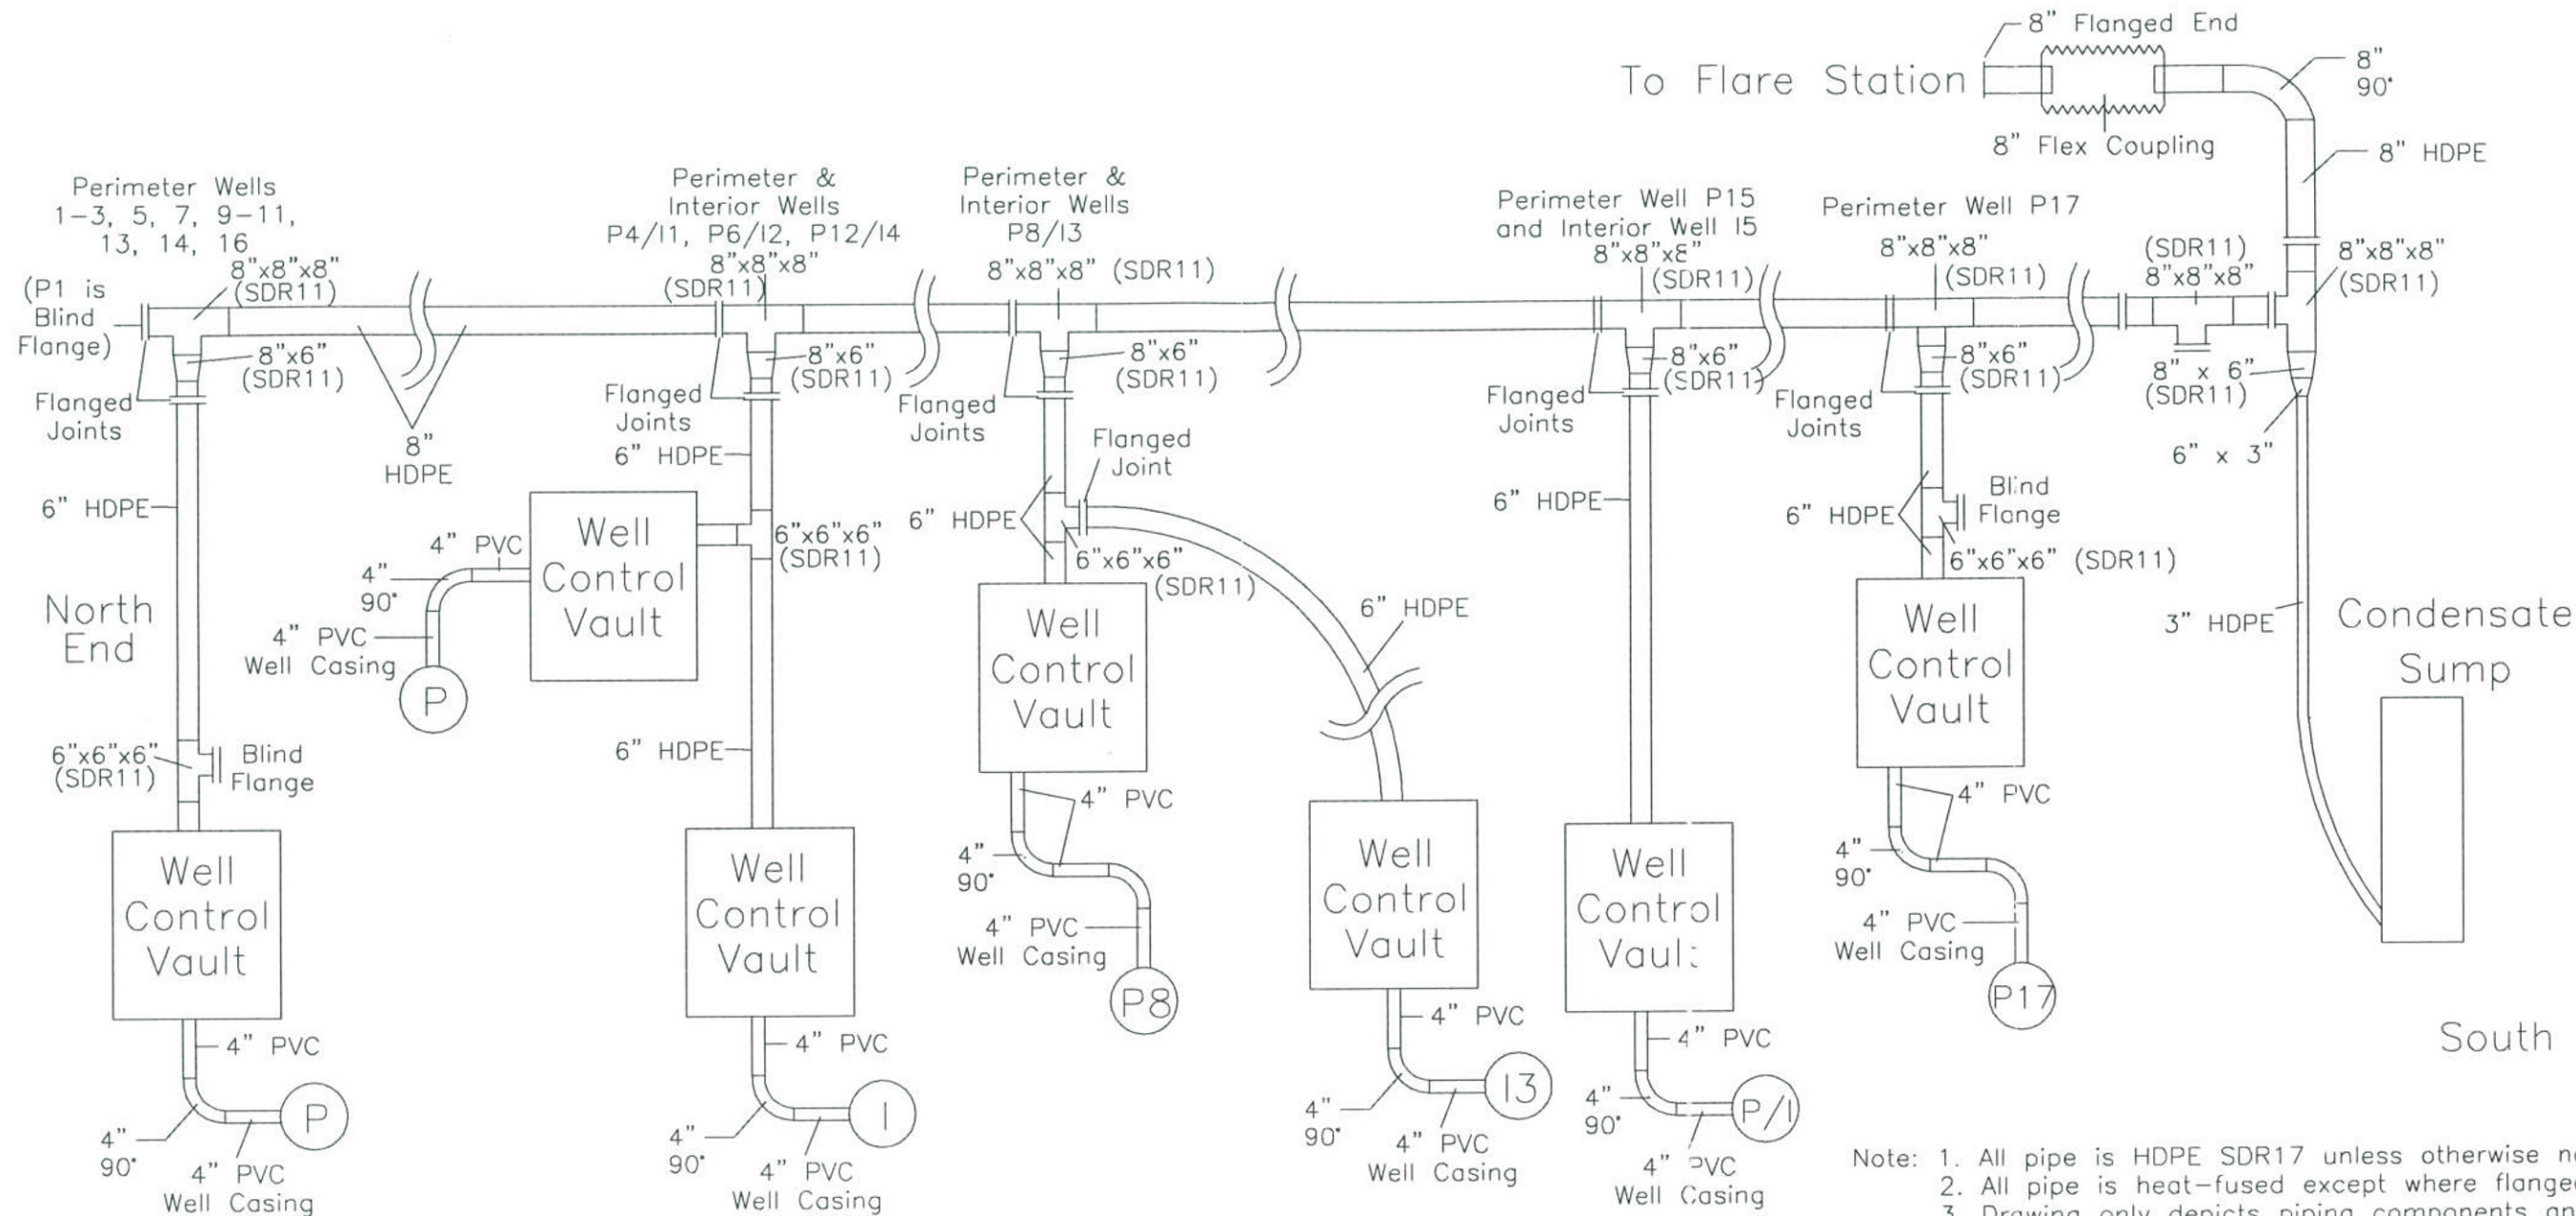 8" Flanged End
To Flare Station
8"
90°
8" Flex Coupling
8" HDPE
Perimeter Wells
1-3, 5, 7, 9-11,
13, 14, 16
8"x8"x8"
(SDR11)
(P1 is
Blind
Flange)
8"x6"
(SDR11)
Flanged
Joints
8"
HDPE
6" HDPE
North
End
6"x6"x6"
(SDR11)
Blind
Flange
Well
Control
Vault
4" PVC
P
4"
90°
4" PVC
Well Casing
Perimeter &
Interior Wells
P4/I1, P6/I2, P12/I4
8"x8"x8"
(SDR11)
8"x6"
(SDR11)
Flanged
Joints
6" HDPE
Well
Control
Vault
6"x6"x6"
(SDR11)
4" PVC
4"
90°
4" PVC
Well Casing
P
6" HDPE
Well
Control
Vault
4" PVC
I
4"
90°
4" PVC
Well Casing
Perimeter &
Interior Wells
P8/I3
8"x8"x8" (SDR11)
8"x6"
(SDR11)
Flanged
Joints
Flanged
Joint
6" HDPE
6"x6"x6"
(SDR11)
6" HDPE
Well
Control
Vault
4" PVC
4"
90°
4" PVC
Well Casing
P8
Well
Control
Vault
4" PVC
I3
4"
90°
4" PVC
Well Casing
Perimeter Well P15
and Interior Well I5
8"x8"x8"
(SDR11)
8"x6"
(SDR11)
Flanged
Joints
6" HDPE
Well
Control
Vault
4" PVC
4"
90°
P/I
4" PVC
Well Casing
Perimeter Well P17
8"x8"x8"
(SDR11)
8"x6"
(SDR11)
Flanged
Joints
6" HDPE
Blind
Flange
6"x6"x6" (SDR11)
Well
Control
Vault
4" PVC
4"
90°
4" PVC
Well Casing
P17
(SDR11)
8"x8"x8"
8"x8"x8"
(SDR11)
8" x 6"
(SDR11)
6" x 3"
3" HDPE
Condensate
Sump
South
Note: 1. All pipe is HDPE SDR17 unless otherwise
2. All pipe is heat-fused except where
3. Drawing only depicts piping components